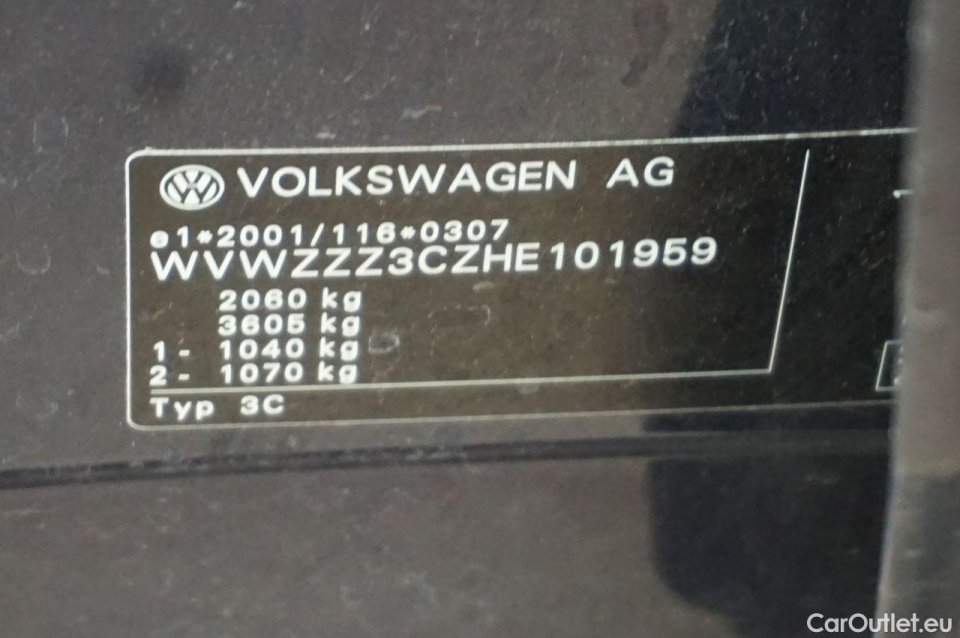 VOLKSWAGEN AG
e1*2001/116*0307
WVWZZZ3CZHE101959
2060 kg
3605 kg
1 - 1040 kg
2 - 1070 kg
Typ 3C
CarOutlet.eu